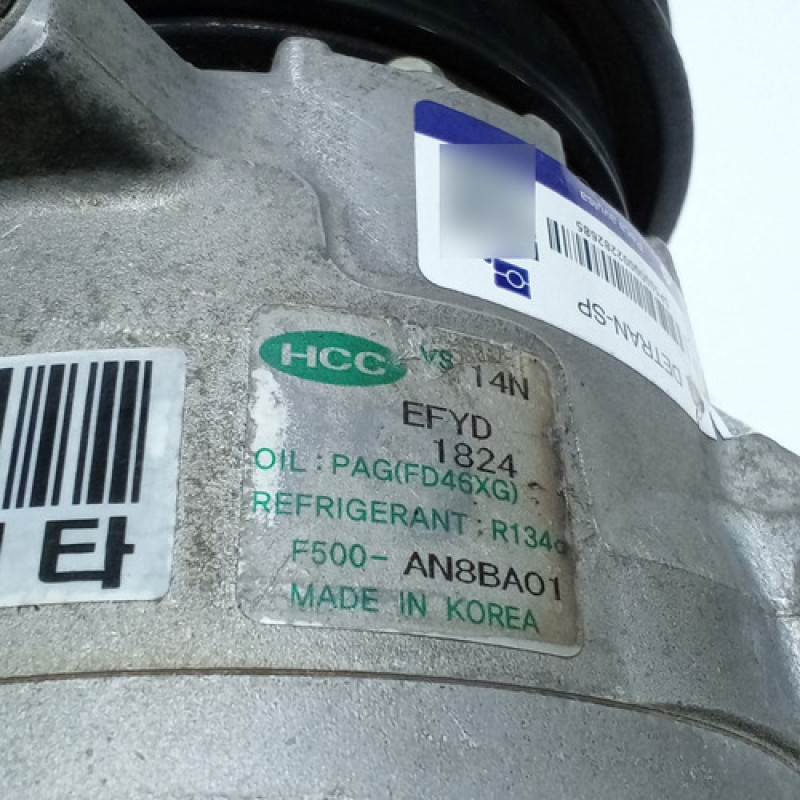 HCC VS 14N
EFYD
1824
OIL : PAG(FD46XG)
REFRIGERANT : R134a
F500- AN8BA01
MADE IN KOREA
DETRAN-SP
타